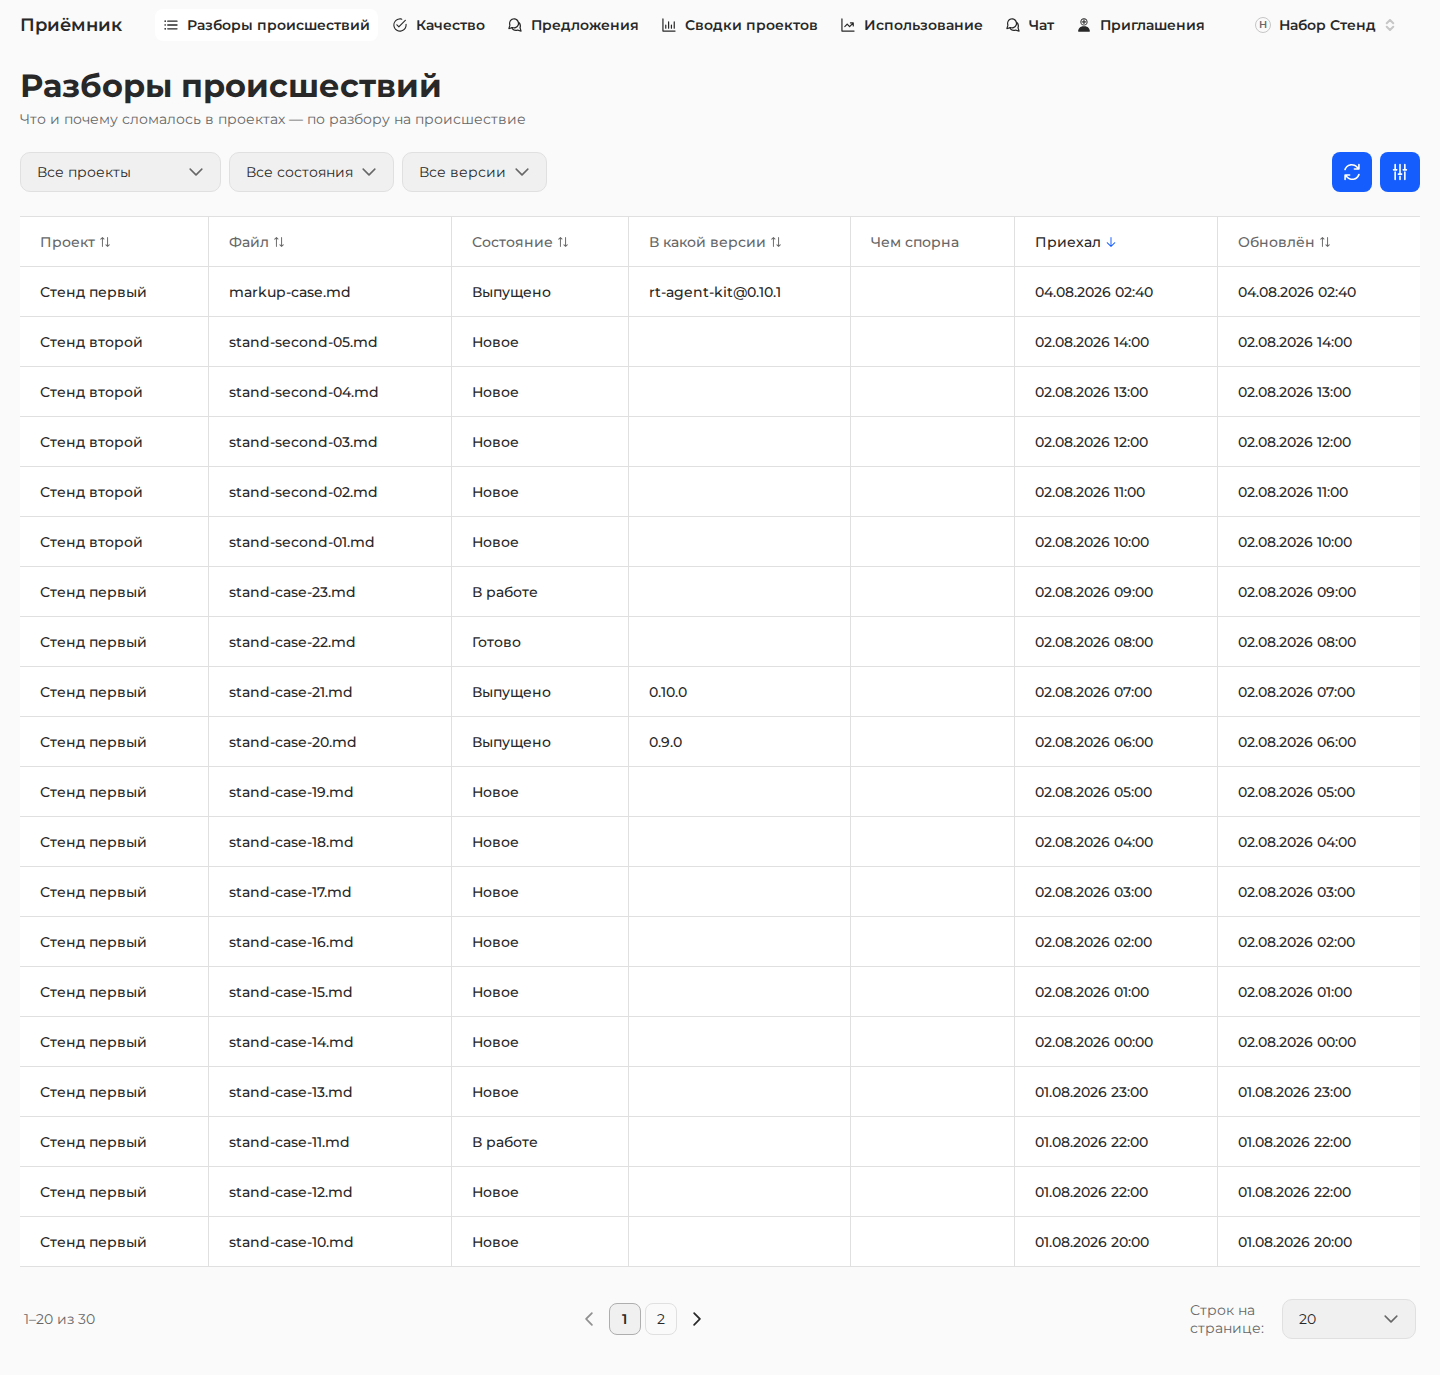 Приёмник
Разборы происшествий
Качество
Предложения
Сводки проектов
Использование
Чат
Приглашения
Н
Набор Стенд
Разборы происшествий
Что и почему сломалось в проектах — по разбору на происшествие
Все проекты
Все состояния
Все версии
Проект Файл Состояние В какой версии Чем спорна Приехал Обновлён
Стенд первый markup-case.md Выпущено rt-agent-kit@0.10.1 04.08.2026 02:40 04.08.2026 02:40
Стенд второй stand-second-05.md Новое 02.08.2026 14:00 02.08.2026 14:00
Стенд второй stand-second-04.md Новое 02.08.2026 13:00 02.08.2026 13:00
Стенд второй stand-second-03.md Новое 02.08.2026 12:00 02.08.2026 12:00
Стенд второй stand-second-02.md Новое 02.08.2026 11:00 02.08.2026 11:00
Стенд второй stand-second-01.md Новое 02.08.2026 10:00 02.08.2026 10:00
Стенд первый stand-case-23.md В работе 02.08.2026 09:00 02.08.2026 09:00
Стенд первый stand-case-22.md Готово 02.08.2026 08:00 02.08.2026 08:00
Стенд первый stand-case-21.md Выпущено 0.10.0 02.08.2026 07:00 02.08.2026 07:00
Стенд первый stand-case-20.md Выпущено 0.9.0 02.08.2026 06:00 02.08.2026 06:00
Стенд первый stand-case-19.md Новое 02.08.2026 05:00 02.08.2026 05:00
Стенд первый stand-case-18.md Новое 02.08.2026 04:00 02.08.2026 04:00
Стенд первый stand-case-17.md Новое 02.08.2026 03:00 02.08.2026 03:00
Стенд первый stand-case-16.md Новое 02.08.2026 02:00 02.08.2026 02:00
Стенд первый stand-case-15.md Новое 02.08.2026 01:00 02.08.2026 01:00
Стенд первый stand-case-14.md Новое 02.08.2026 00:00 02.08.2026 00:00
Стенд первый stand-case-13.md Новое 01.08.2026 23:00 01.08.2026 23:00
Стенд первый stand-case-11.md В работе 01.08.2026 22:00 01.08.2026 22:00
Стенд первый stand-case-12.md Новое 01.08.2026 22:00 01.08.2026 22:00
Стенд первый stand-case-10.md Новое 01.08.2026 20:00 01.08.2026 20:00
1–20 из 30
1
2
Строк на
странице:
20